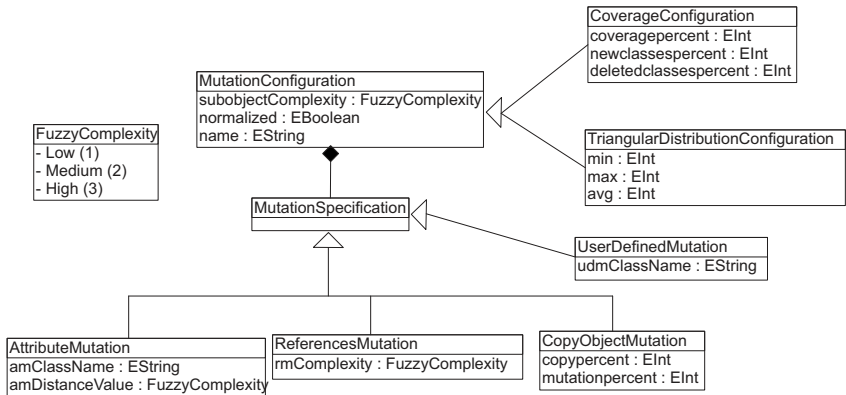 CoverageConfiguration
coveragepercent : EInt
newclassespercent : EInt
deletedclassespercent : EInt
MutationConfiguration
subobjectComplexity : FuzzyComplexity
normalized : EBoolean
name : EString
FuzzyComplexity
- Low (1)
- Medium (2)
- High (3)
TriangularDistributionConfiguration
min : EInt
max : EInt
avg : EInt
MutationSpecification
UserDefinedMutation
udmClassName : EString
AttributeMutation
amClassName : EString
amDistanceValue : FuzzyComplexity
ReferencesMutation
rmComplexity : FuzzyComplexity
CopyObjectMutation
copypercent : EInt
mutationpercent : EInt